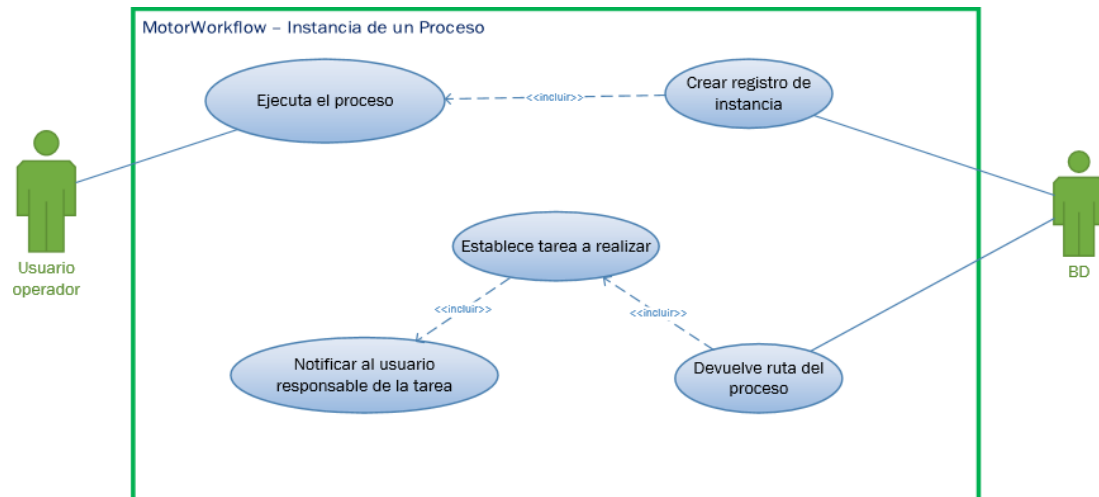 MotorWorkflow – Instancia de un Proceso
Ejecuta el proceso
<<incluir>>
Crear registro de
instancia
Usuario
operador
Establece tarea a realizar
BD
<<incluir>>
<<incluir>>
Notificar al usuario
responsable de la tarea
Devuelve ruta del
proceso